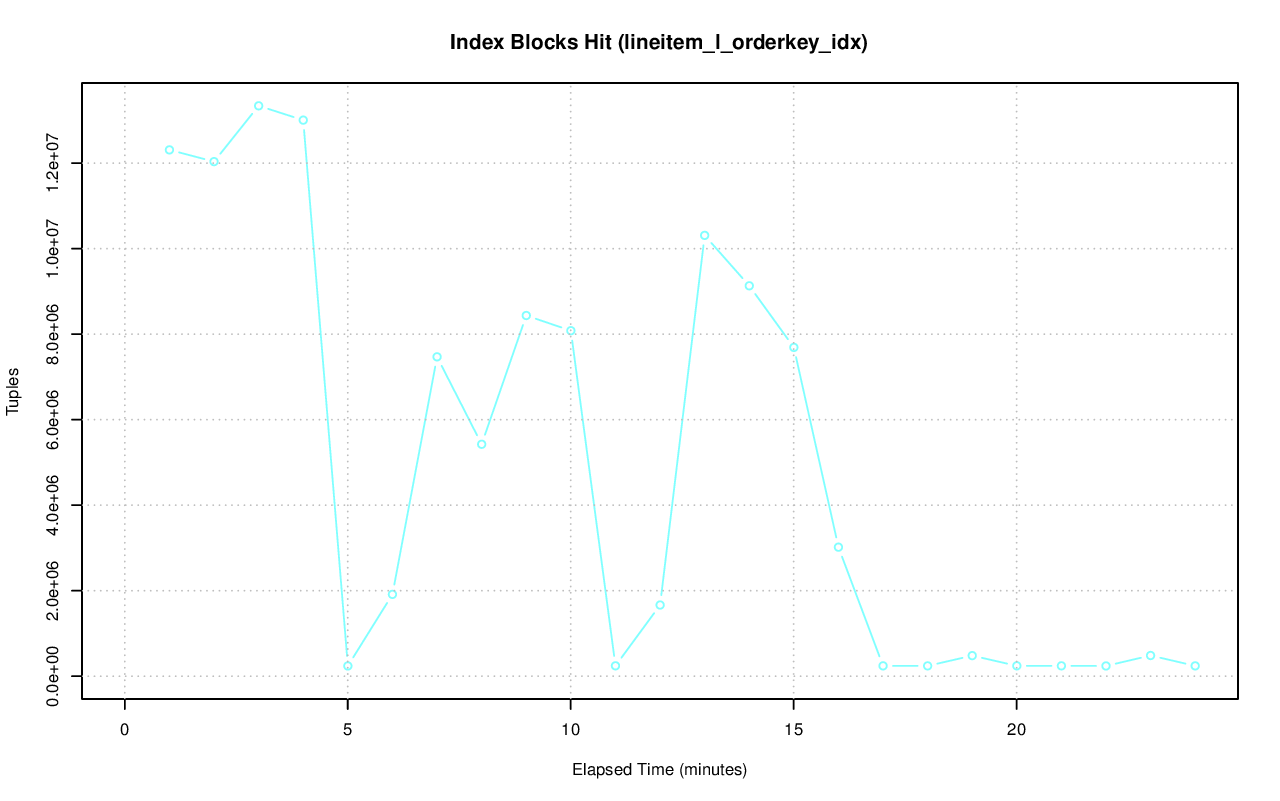 Index Blocks Hit (lineitem_l_orderkey_idx)
Tuples
1.2e+07
1.0e+07
8.0e+06
6.0e+06
4.0e+06
2.0e+06
0.0e+00
0 5 10 15 20
Elapsed Time (minutes)